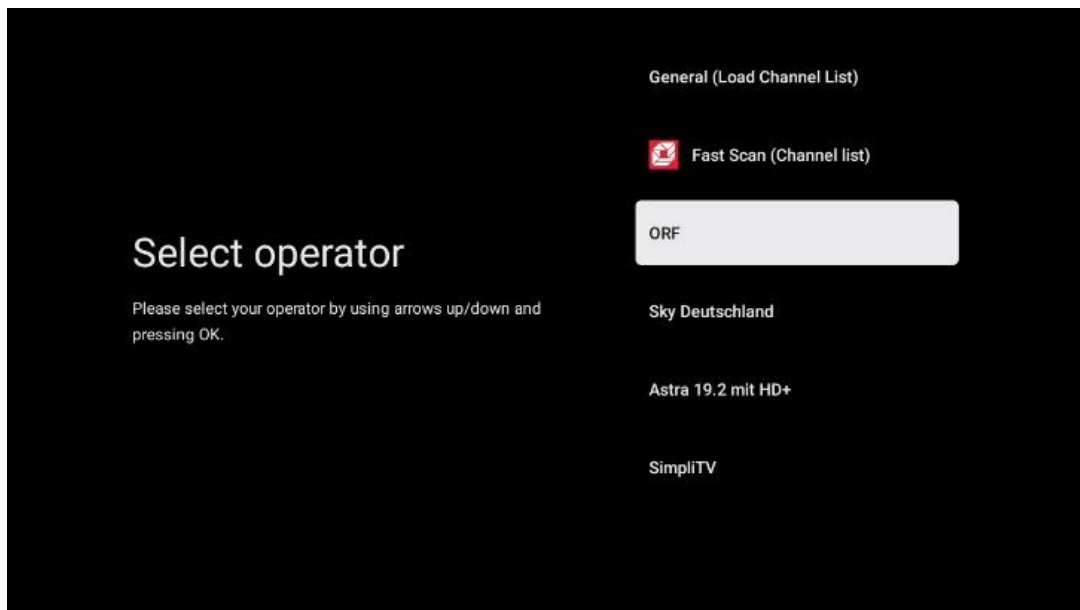 Select operator
Please select your operator by using arrows up/down and
pressing OK.
General (Load Channel List)
Fast Scan (Channel list)
ORF
Sky Deutschland
Astra 19.2 mit HD+
SimpliTV